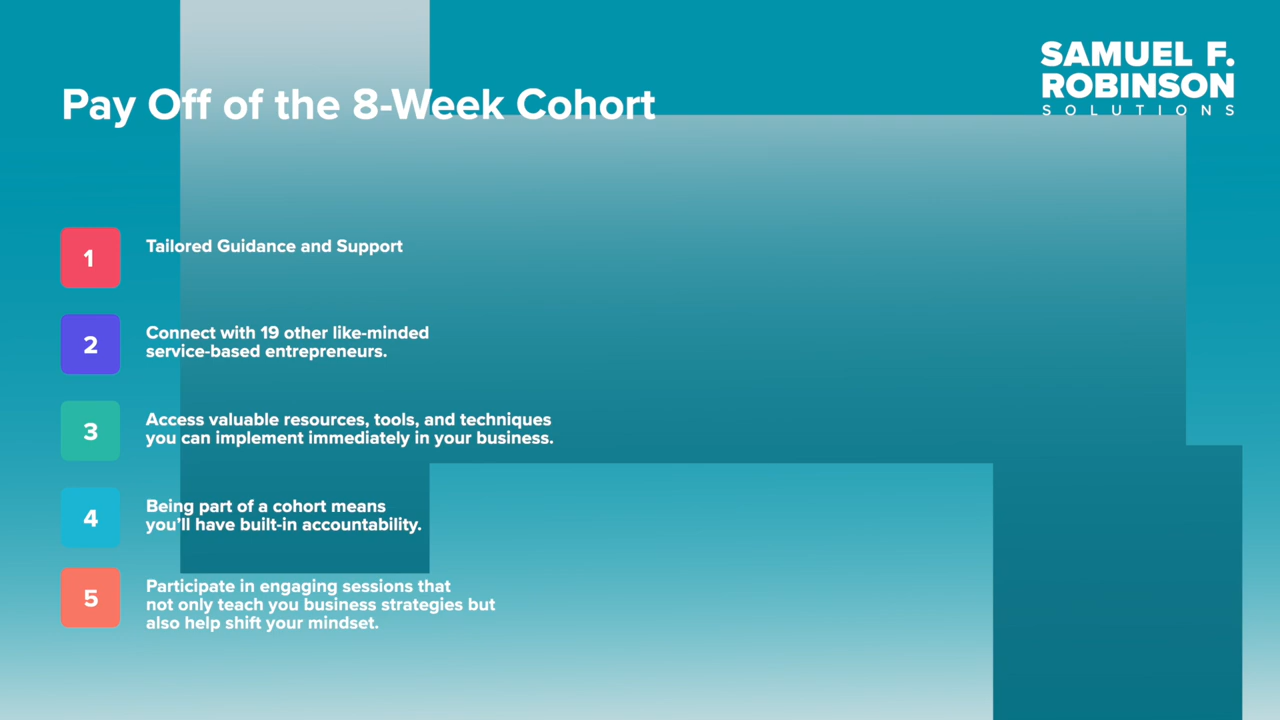 SAMUEL F.
ROBINSON
SOLUTIONS
Pay Off of the 8-Week Cohort
1
Tailored Guidance and Support
2
Connect with 19 other like-minded
service-based entrepreneurs.
3
Access valuable resources, tools, and techniques
you can implement immediately in your business.
4
Being part of a cohort means
you'll have built-in accountability.
5
Participate in engaging sessions that
not only teach you business strategies but
also help shift your mindset.